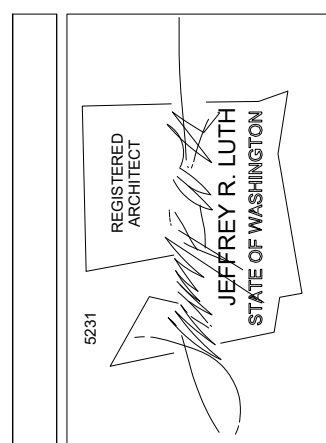 5231
REGISTERED
ARCHITECT
JEFFREY R. LUTH
STATE OF WASHINGTON